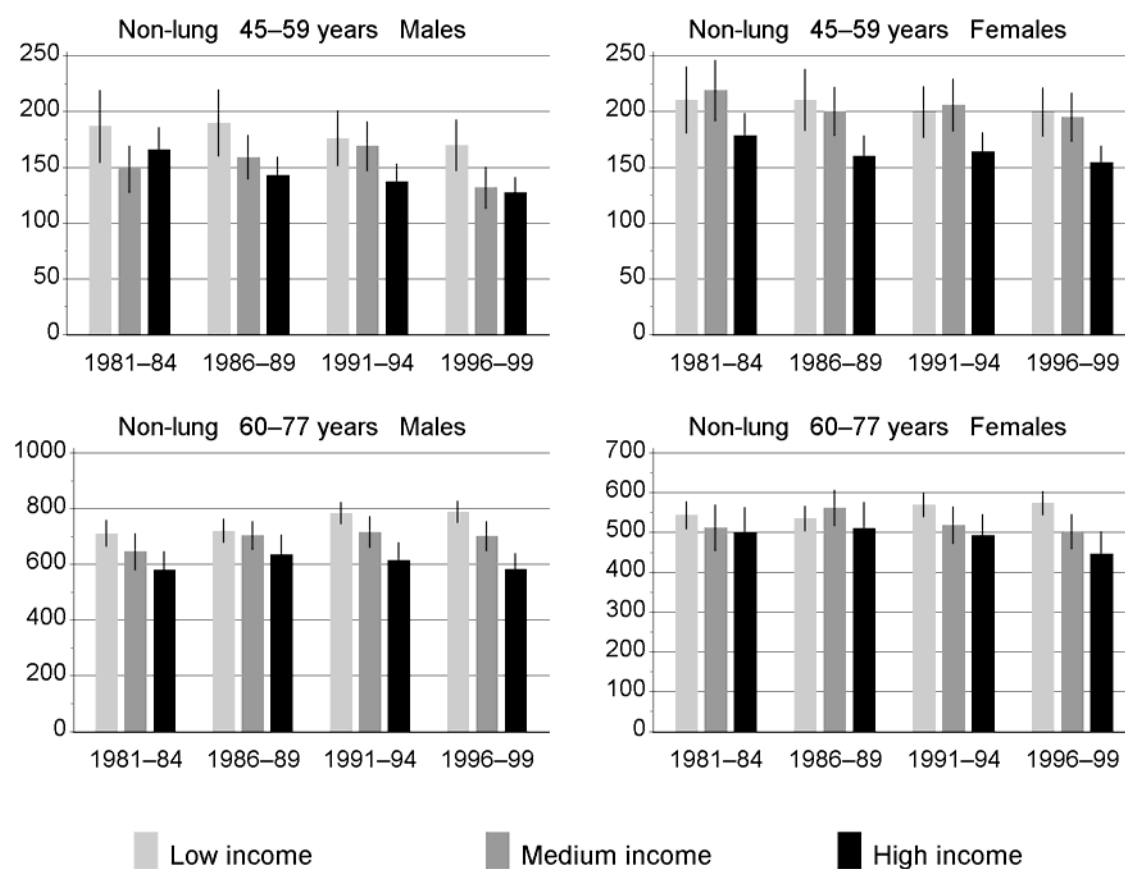 Non-lung 45–59 years Males
250
200
150
100
50
0
1981–84 1986–89 1991–94 1996–99
Non-lung 45–59 years Females
250
200
150
100
50
0
1981–84 1986–89 1991–94 1996–99
Non-lung 60–77 years Males
1000
800
600
400
200
0
1981–84 1986–89 1991–94 1996–99
Non-lung 60–77 years Females
700
600
500
400
300
200
100
0
1981–84 1986–89 1991–94 1996–99
Low income Medium income High income